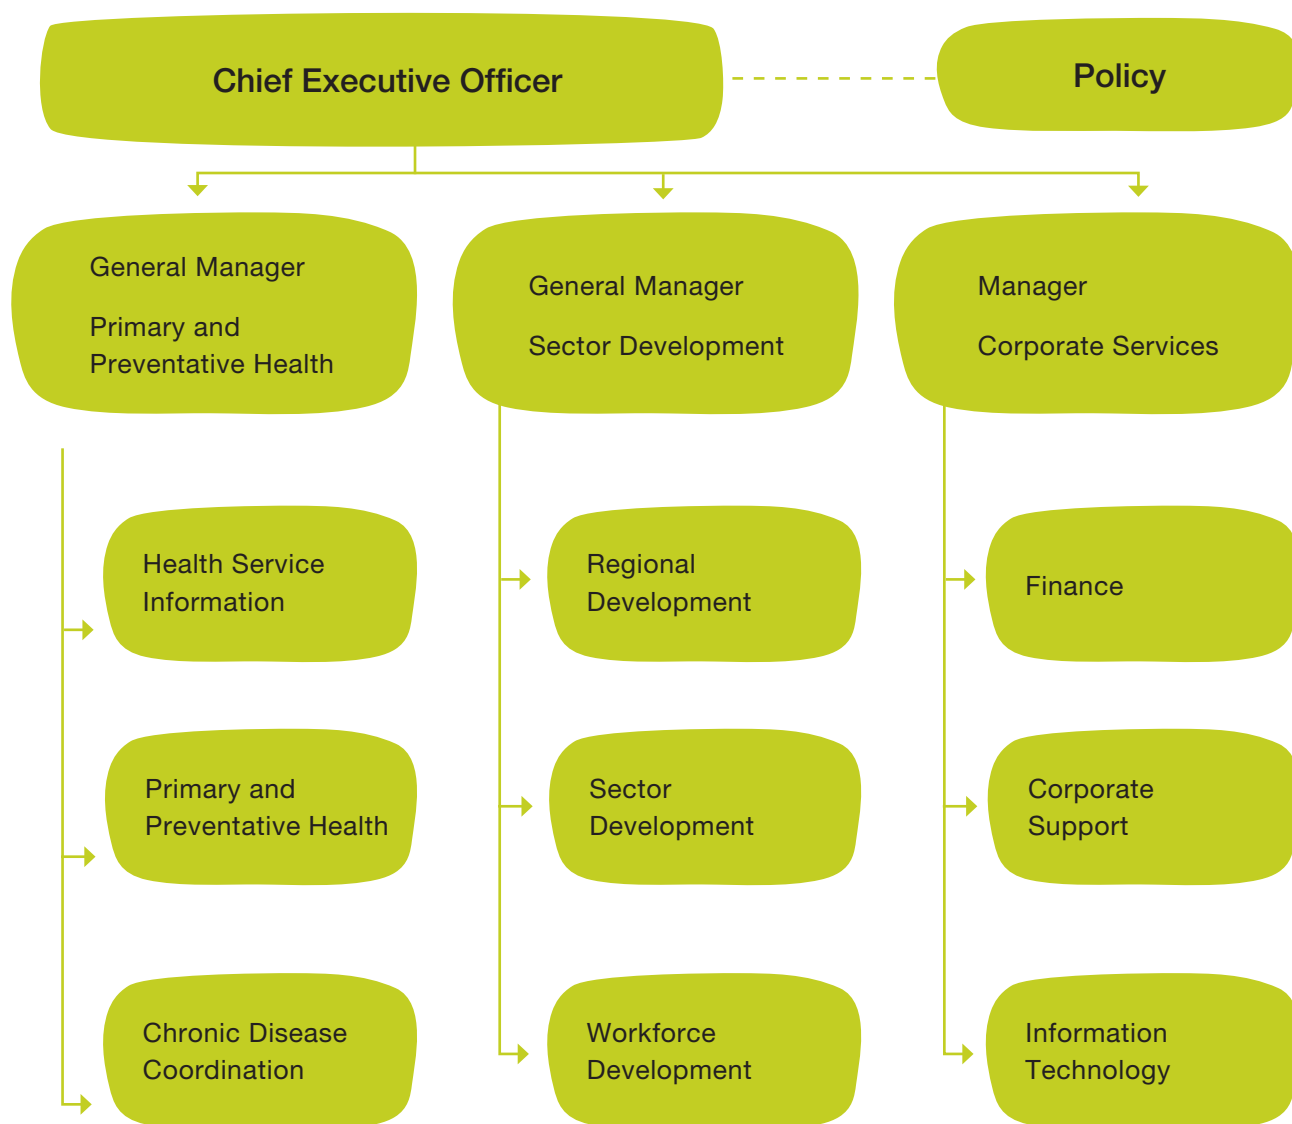 Chief Executive Officer
Policy
General Manager
Primary and
Preventative Health
General Manager
Sector Development
Manager
Corporate Services
Health Service
Information
Regional
Development
Finance
Primary and
Preventative Health
Sector
Development
Corporate
Support
Chronic Disease
Coordination
Workforce
Development
Information
Technology